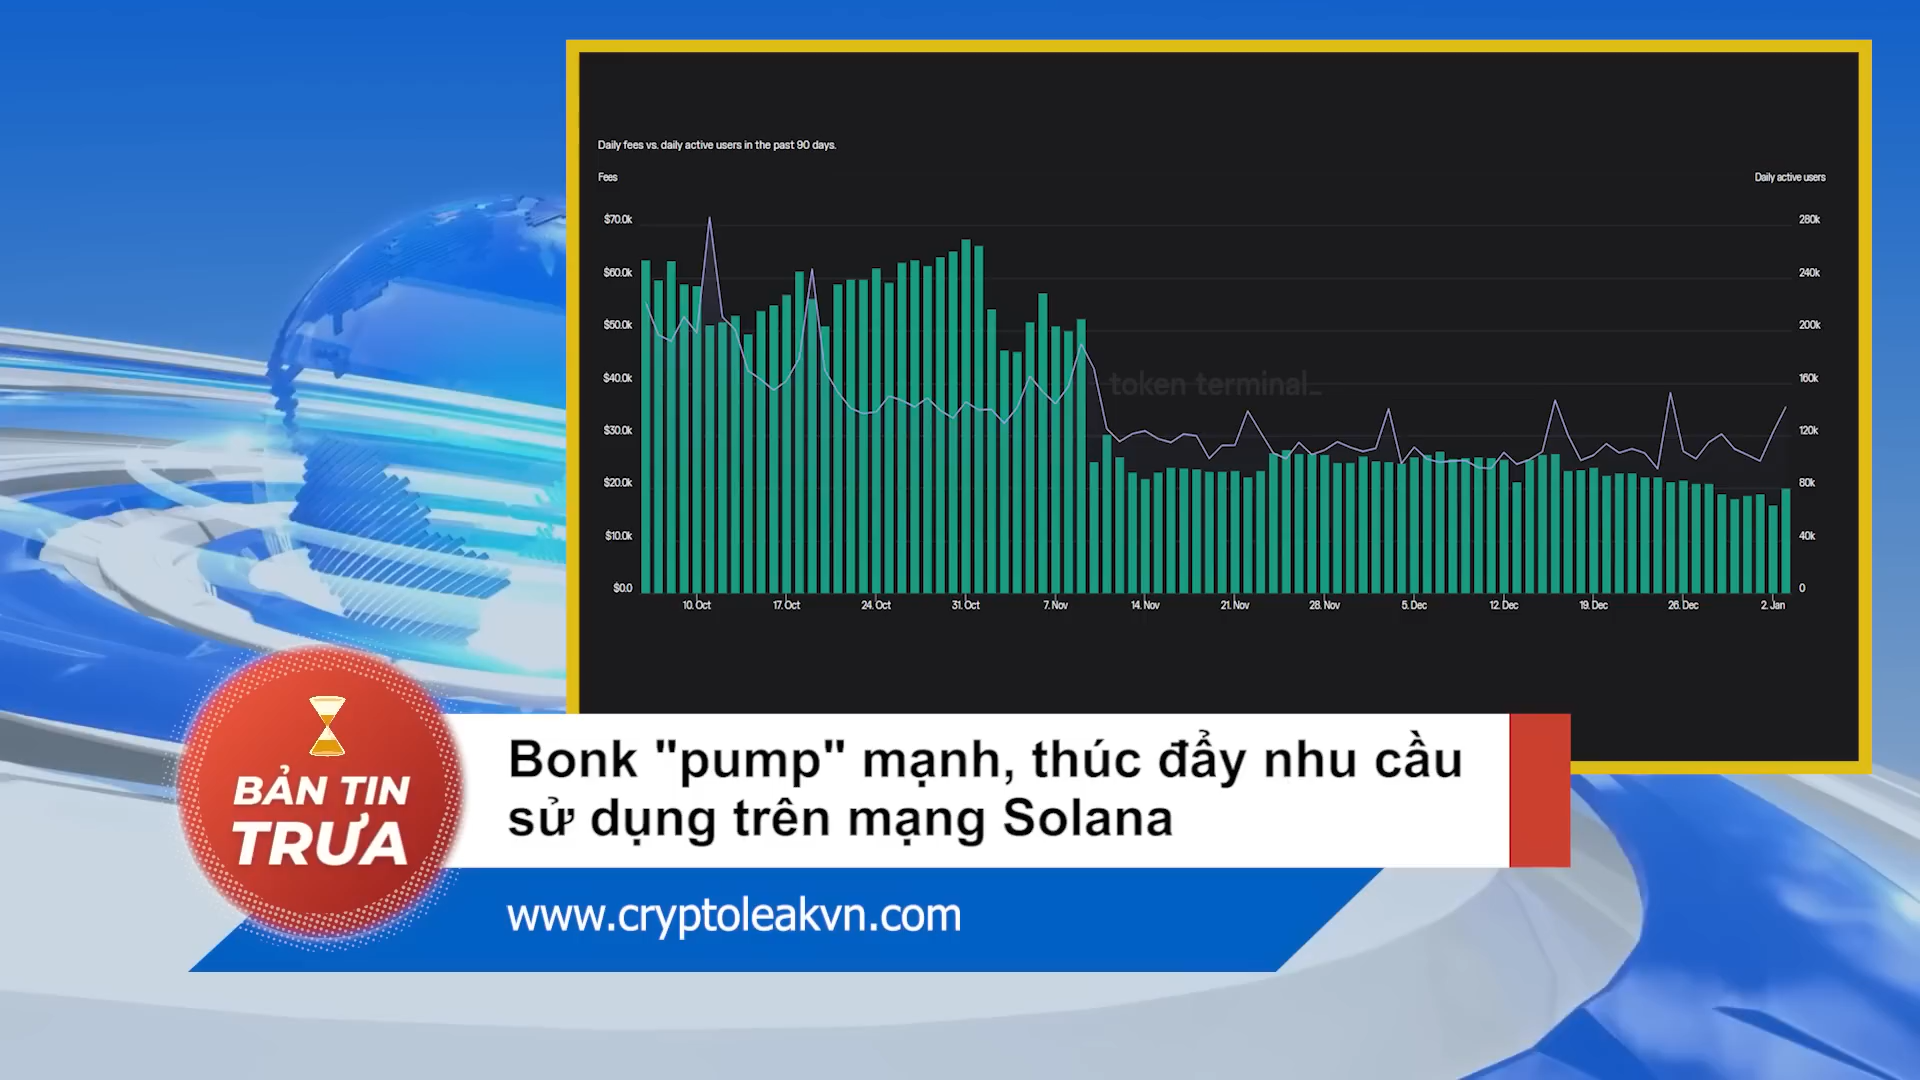 Daily fees vs. daily active users in the past 90 days.
Fees
Daily active users
$70.0k
280k
$60.0k
240k
$50.0k
200k
$40.0k
160k
token terminal_
$30.0k
120k
$20.0k
80k
$10.0k
40k
$0.0
0
10. Oct
17. Oct
24. Oct
31. Oct
7. Nov
14. Nov
21. Nov
28. Nov
5. Dec
12. Dec
19. Dec
26. Dec
2. Jan
BẢN TIN
TRƯA
Bonk "pump" mạnh, thúc đẩy nhu cầu
sử dụng trên mạng Solana
www.cryptoleakvn.com